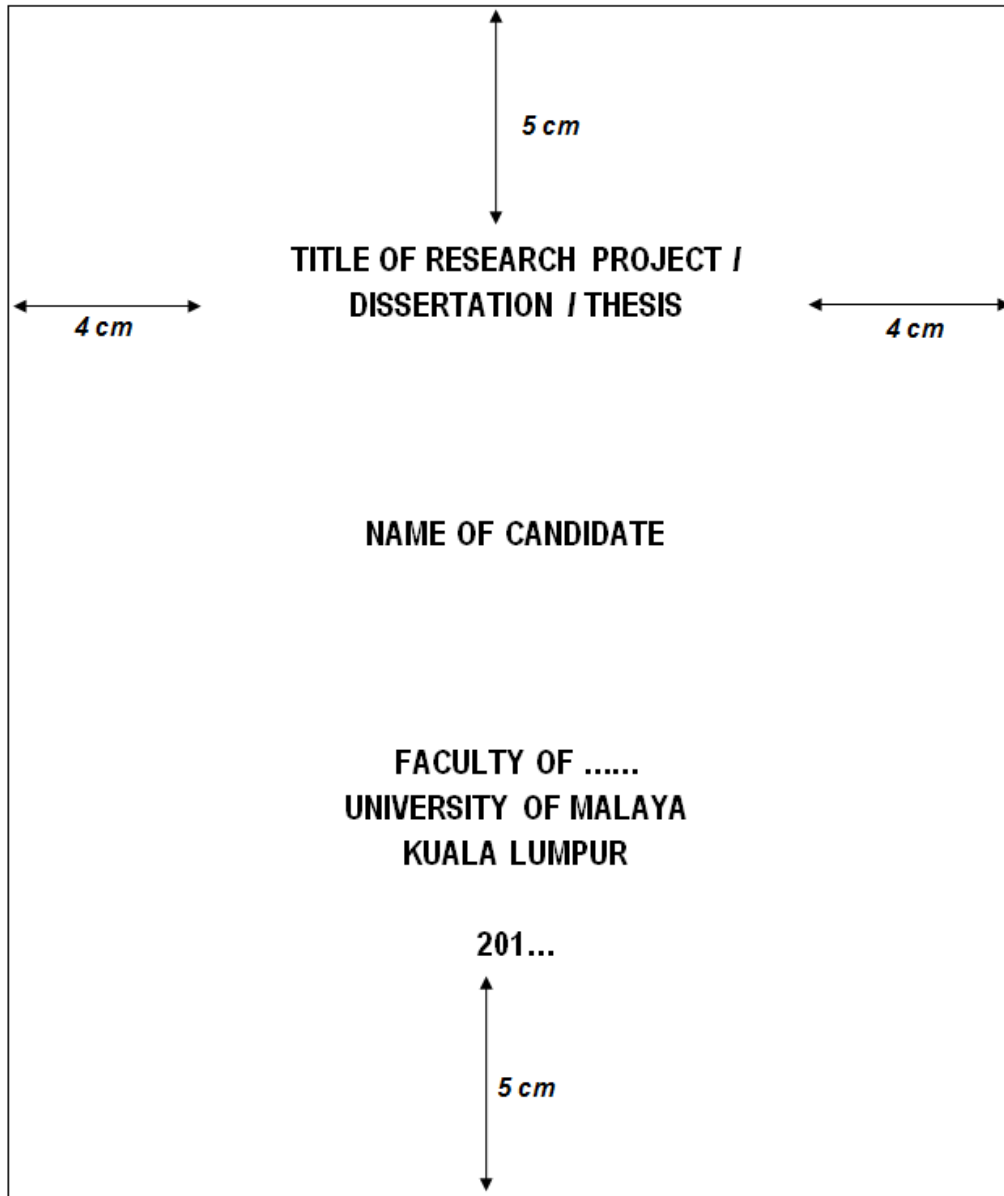 5 cm
TITLE OF RESEARCH PROJECT /
DISSERTATION / THESIS
4 cm
4 cm
NAME OF CANDIDATE
FACULTY OF ......
UNIVERSITY OF MALAYA
KUALA LUMPUR
201...
5 cm